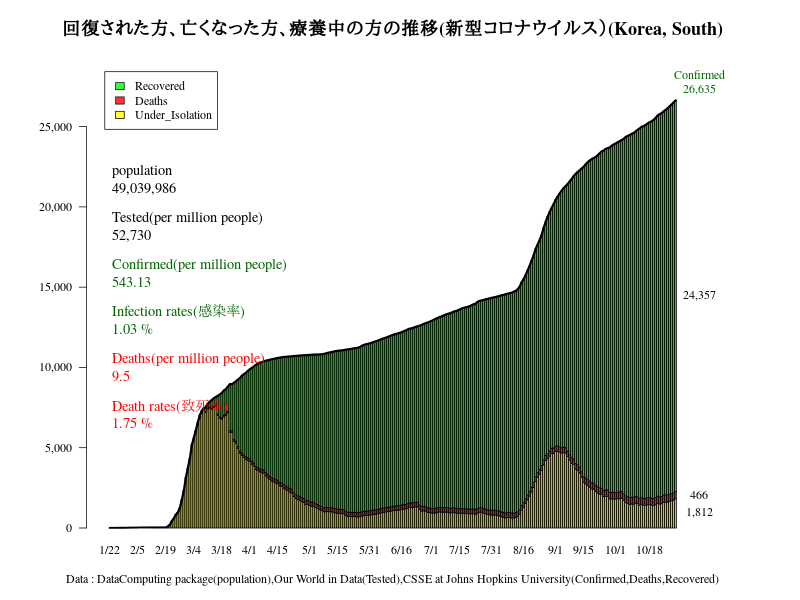 回復された方、亡くなった方、療養中の方の推移(新型コロナウイルス)(Korea, South)
Confirmed
26,635
Recovered
Deaths
Under_Isolation
25,000
population
49,039,986
20,000
Tested(per million people)
52,730
Confirmed(per million people)
543.13
15,000
24,357
Infection rates(感染率)
1.03 %
Deaths(per million people)
10,000
9.5
Death rates(致死率)
1.75 %
5,000
466
1,812
0
1/22 2/5 2/19 3/4 3/18 4/1 4/15 5/1 5/15 5/31 6/16 7/1 7/15 7/31 8/16 9/1 9/15 10/1 10/18
Data : DataComputing package(population),Our World in Data(Tested),CSSE at Johns Hopkins University(Confirmed,Deaths,Recovered)